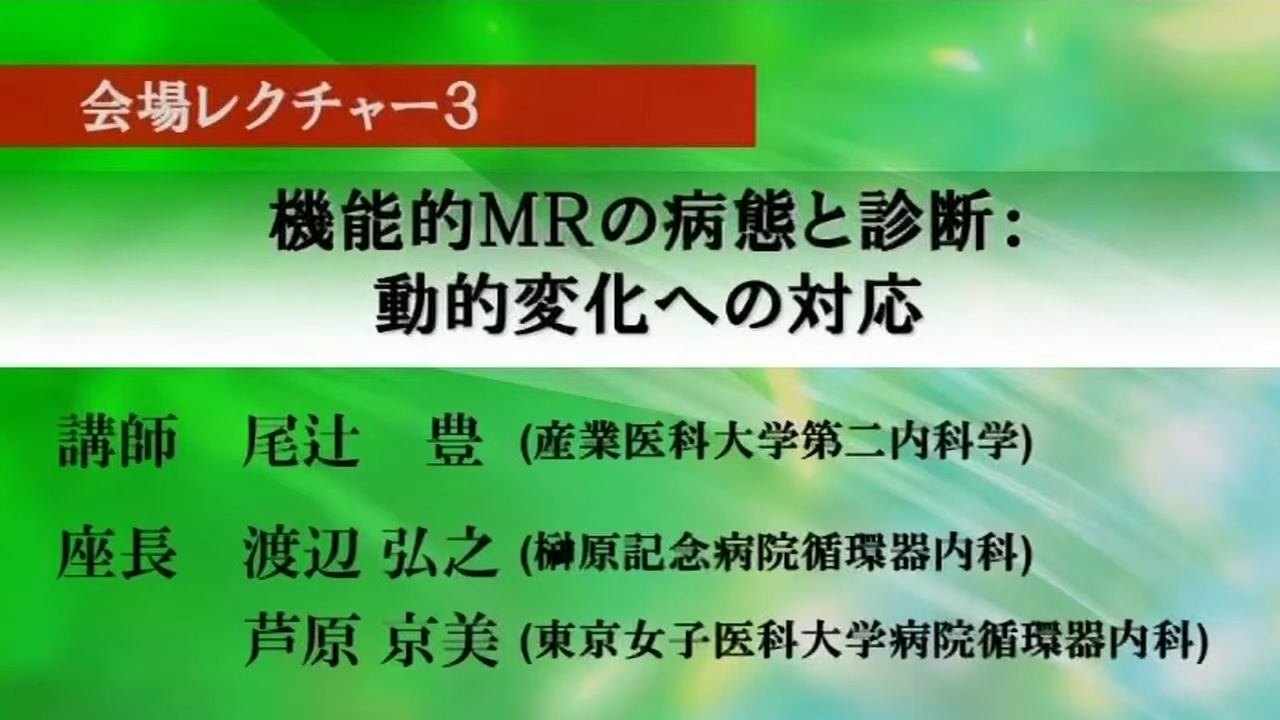 会場レクチャー3
機能的MRの病態と診断：
動的変化への対応
講師　尾辻　豊 (産業医科大学第二内科学)
座長　渡辺 弘之 (榊原記念病院循環器内科)
芦原 京美 (東京女子医科大学病院循環器内科)